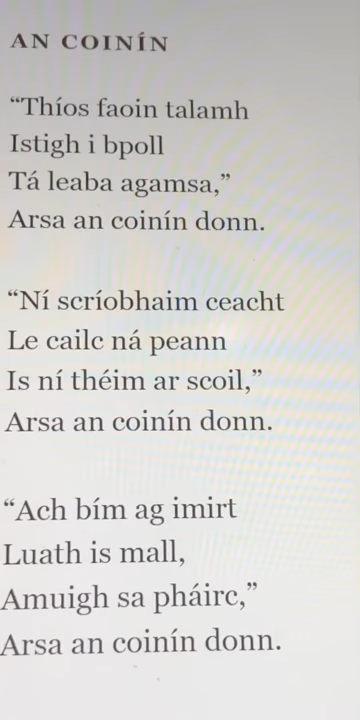 AN COINÍN
“Thíos faoin talamh
Istigh i bpoll
Tá leaba agamsa,”
Arsa an coinín donn.
“Ní scríobhaim ceacht
Le cailc ná peann
Is ní théim ar scoil,”
Arsa an coinín donn.
“Ach bím ag imirt
Luath is mall,
Amuigh sa pháirc,”
Arsa an coinín donn.